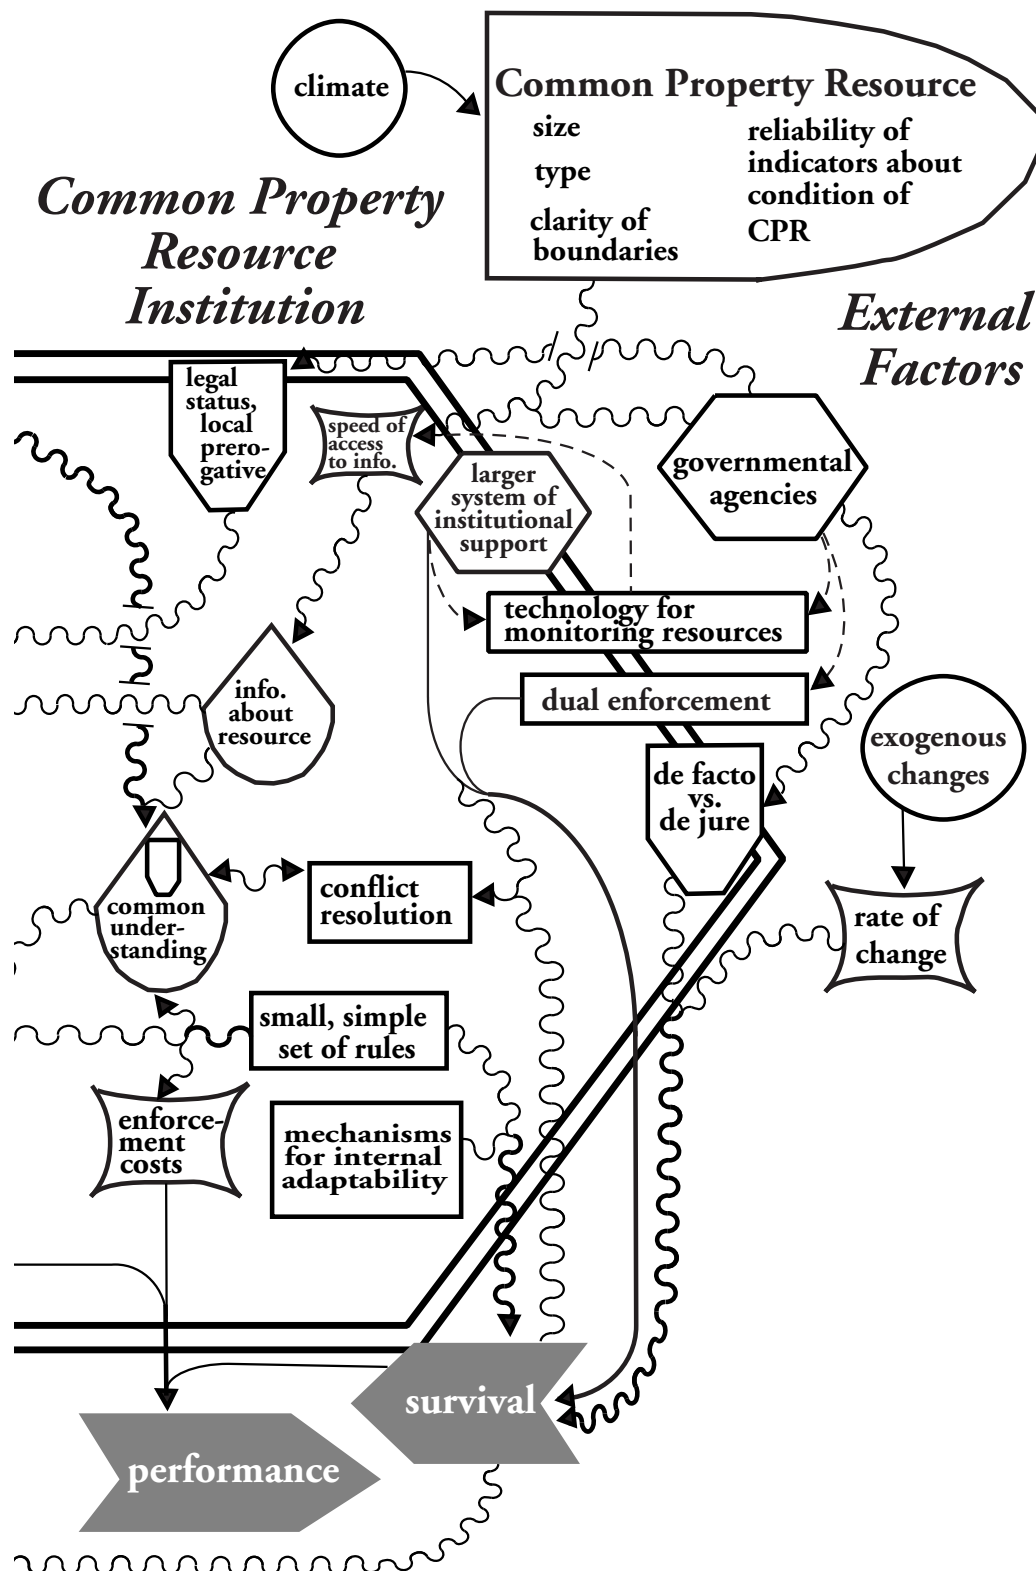 climate
Common Property Resource
size
type
clarity of
boundaries
reliability of
indicators about
condition of
CPR
Common Property
Resource
Institution
External
Factors
legal
status,
local
prero-
gative
speed of
access
to info.
larger
system of
institutional
support
governmental
agencies
technology for
monitoring resources
dual enforcement
info.
about
resource
de facto
vs.
de jure
exogenous
changes
common
under-
standing
conflict
resolution
rate of
change
small, simple
set of rules
enforce-
ment
costs
mechanisms
for internal
adaptability
survival
performance